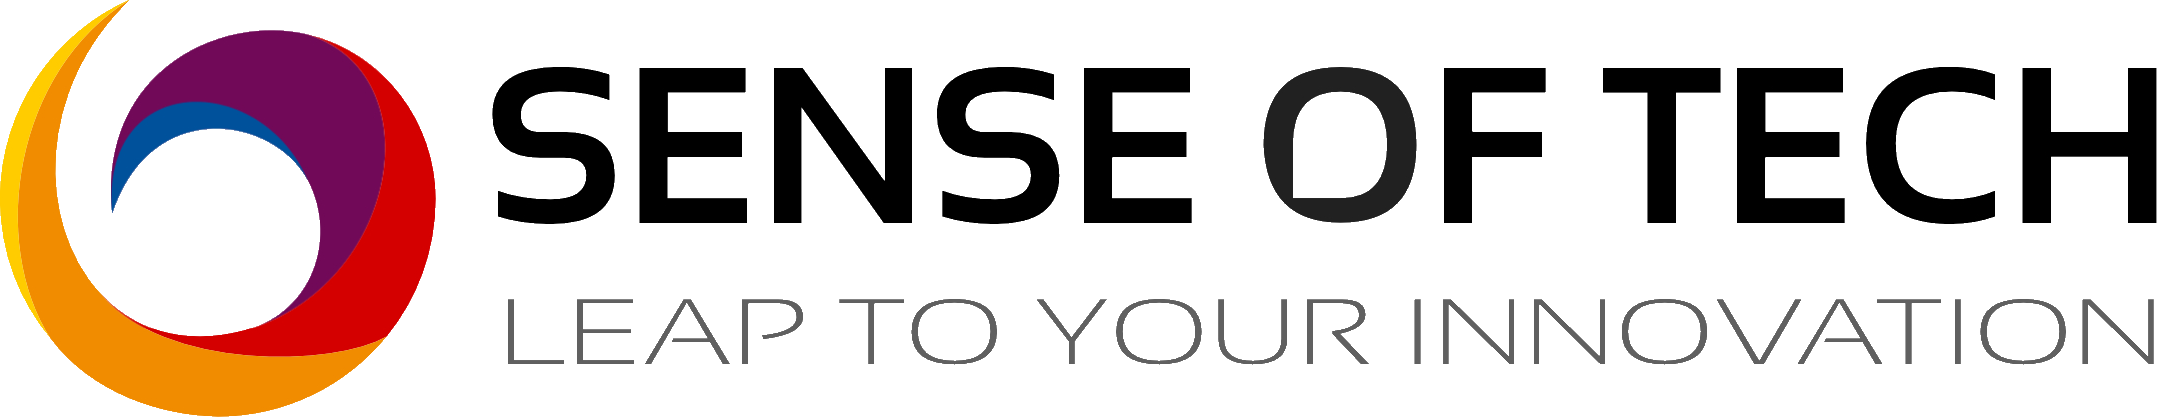 SENSE OF TECH
LEAP TO YOUR INNOVATION